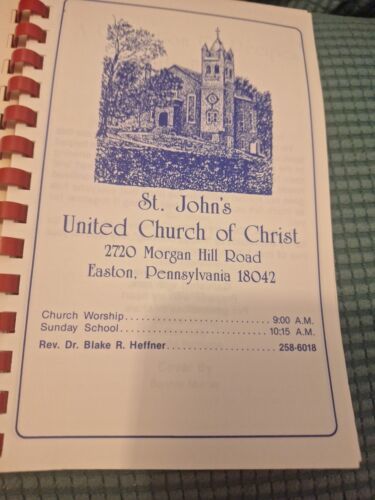 St. John's
United Church of Christ
2720 Morgan Hill Road
Easton, Pennsylvania 18042
Church Worship........................... 9:00 A.M.
Sunday School........................... 10:15 A.M.
Rev. Dr. Blake R. Heffner.................... 258-6018